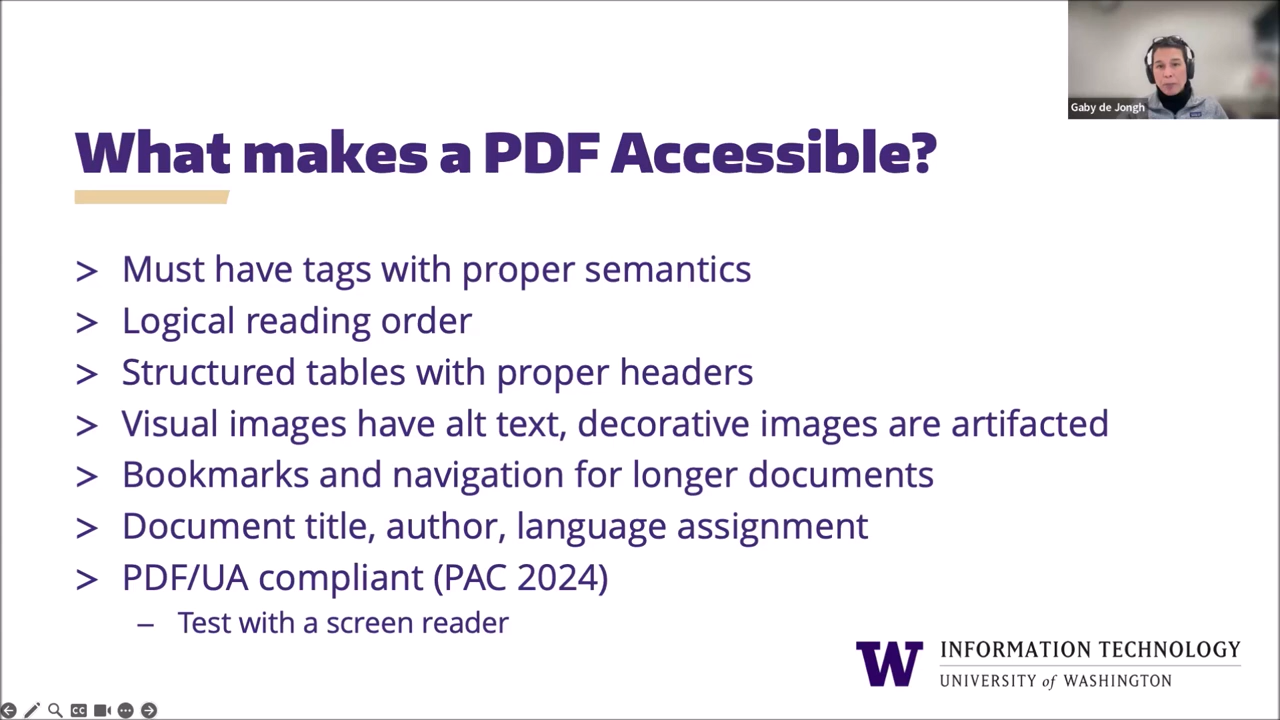 Gaby de Jongh
What makes a PDF Accessible?
> Must have tags with proper semantics
> Logical reading order
> Structured tables with proper headers
> Visual images have alt text, decorative images are artifacted
> Bookmarks and navigation for longer documents
> Document title, author, language assignment
> PDF/UA compliant (PAC 2024)
– Test with a screen reader
W INFORMATION TECHNOLOGY
UNIVERSITY of WASHINGTON
CC